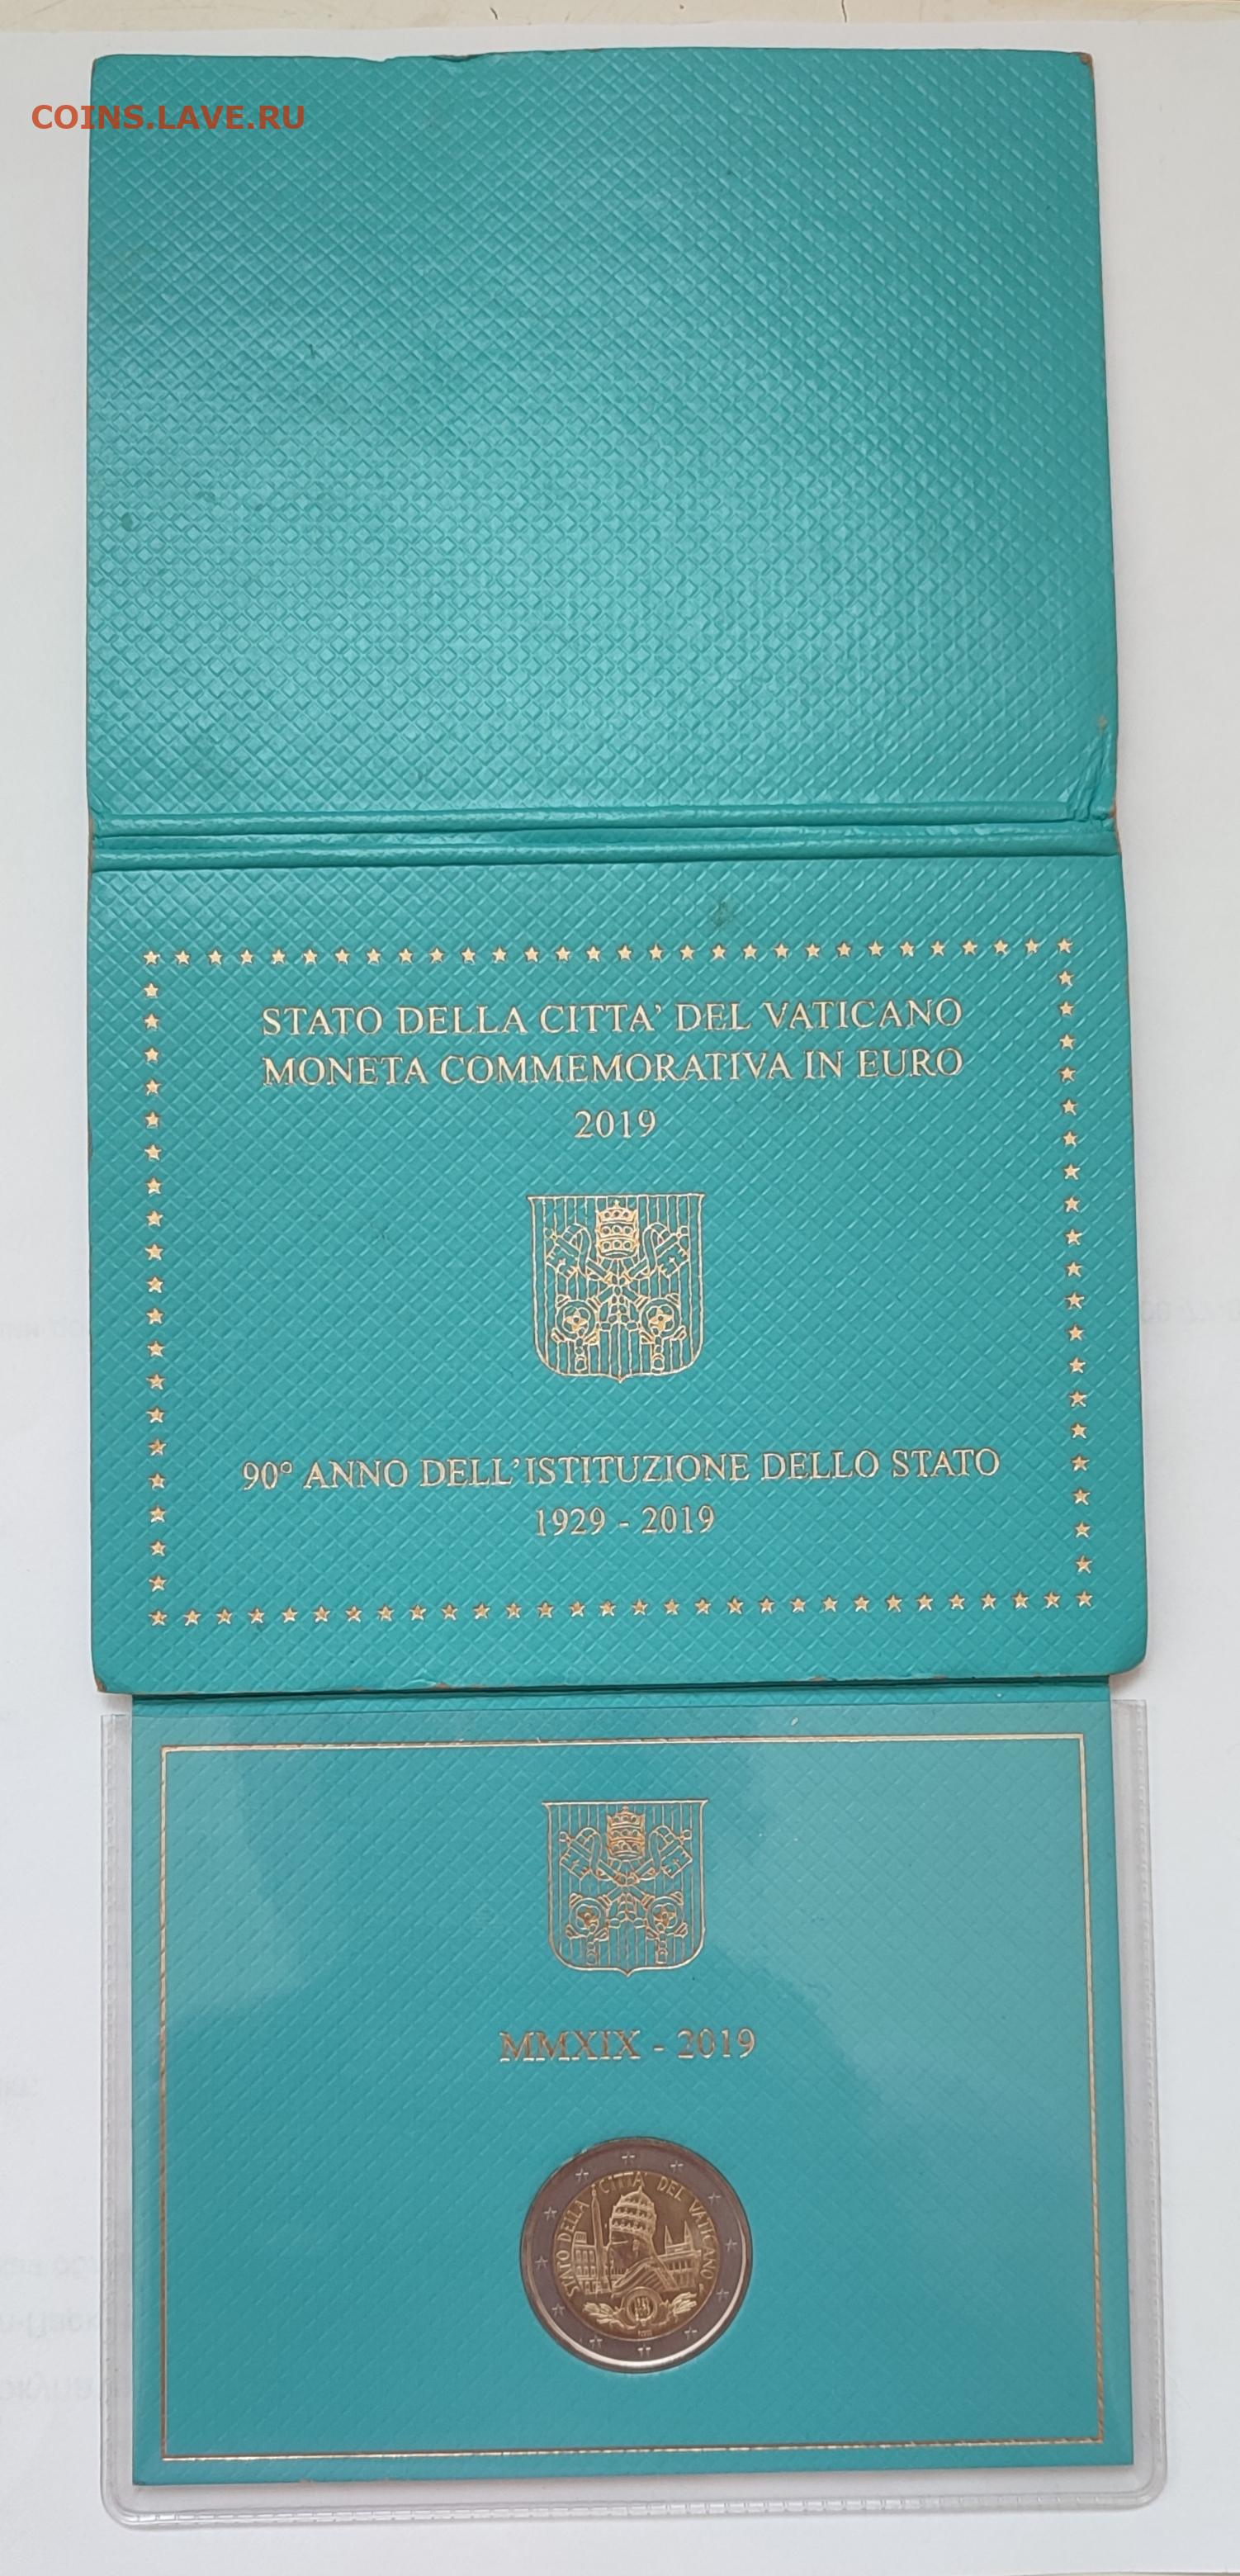 COINS.LAVE.RU
STATO DELLA CITTA' DEL VATICANO
MONETA COMMEMORATIVA IN EURO
2019
90° ANNO DELL'ISTITUZIONE DELLO STATO
1929 - 2019
MMXIX - 2019
STATO DELLA CITTA' DEL VATICANO